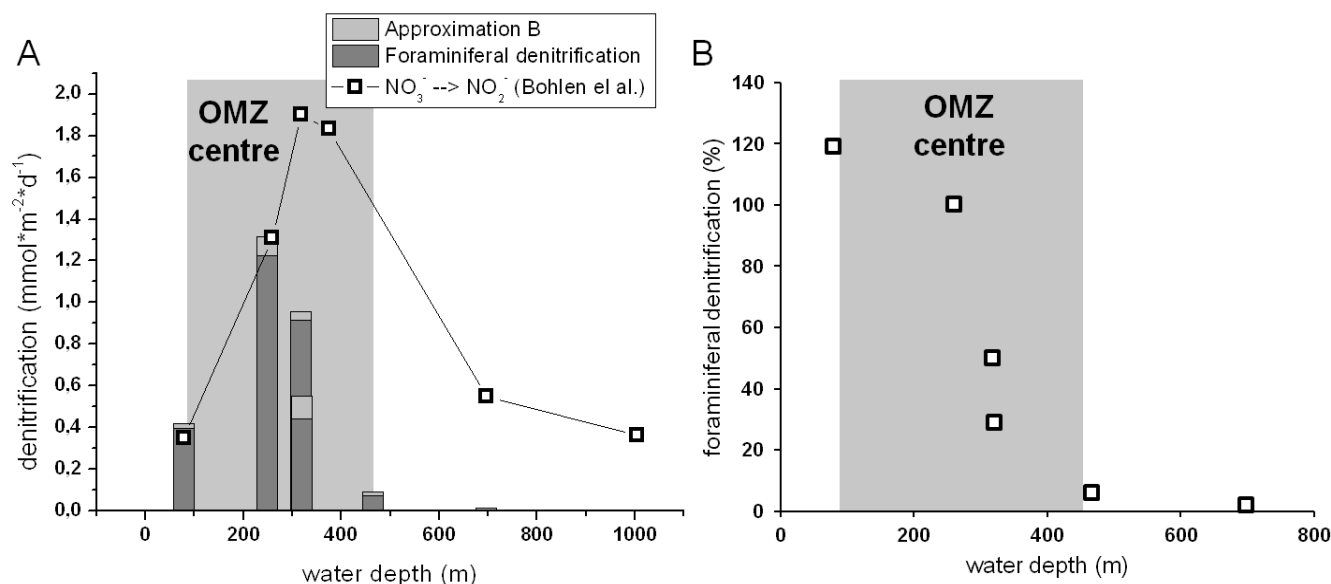 A
Approximation B
Foraminiferal denitrification
NO₃⁻ --> NO₂⁻ (Bohlen el al.)
OMZ
centre
2,0
1,8
1,6
1,4
1,2
1,0
0,8
0,6
0,4
0,2
0,0
denitrification (mmol*m⁻²*d⁻¹)
0 200 400 600 800 1000
water depth (m)
B
OMZ
centre
140
120
100
80
60
40
20
0
foraminiferal denitrification (%)
0 200 400 600 800
water depth (m)